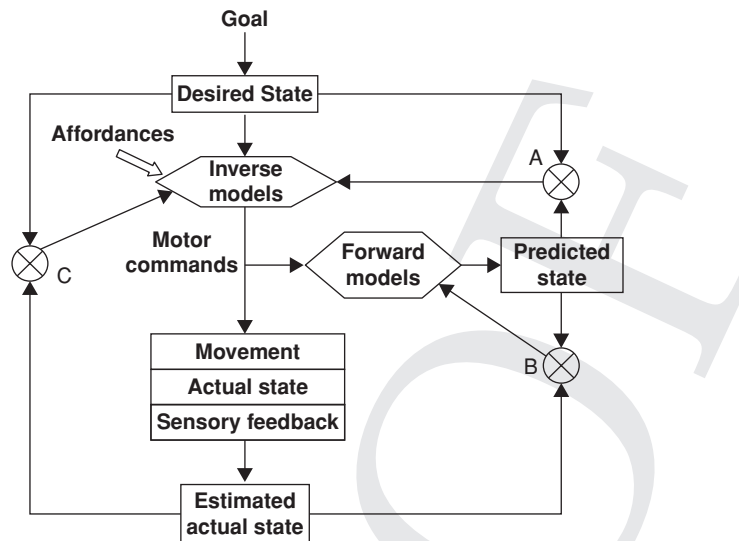 Goal
Desired State
Affordances
A
Inverse
models
Motor
commands
Forward
models
Predicted
state
C
Movement
B
Actual state
Sensory feedback
Estimated
actual state